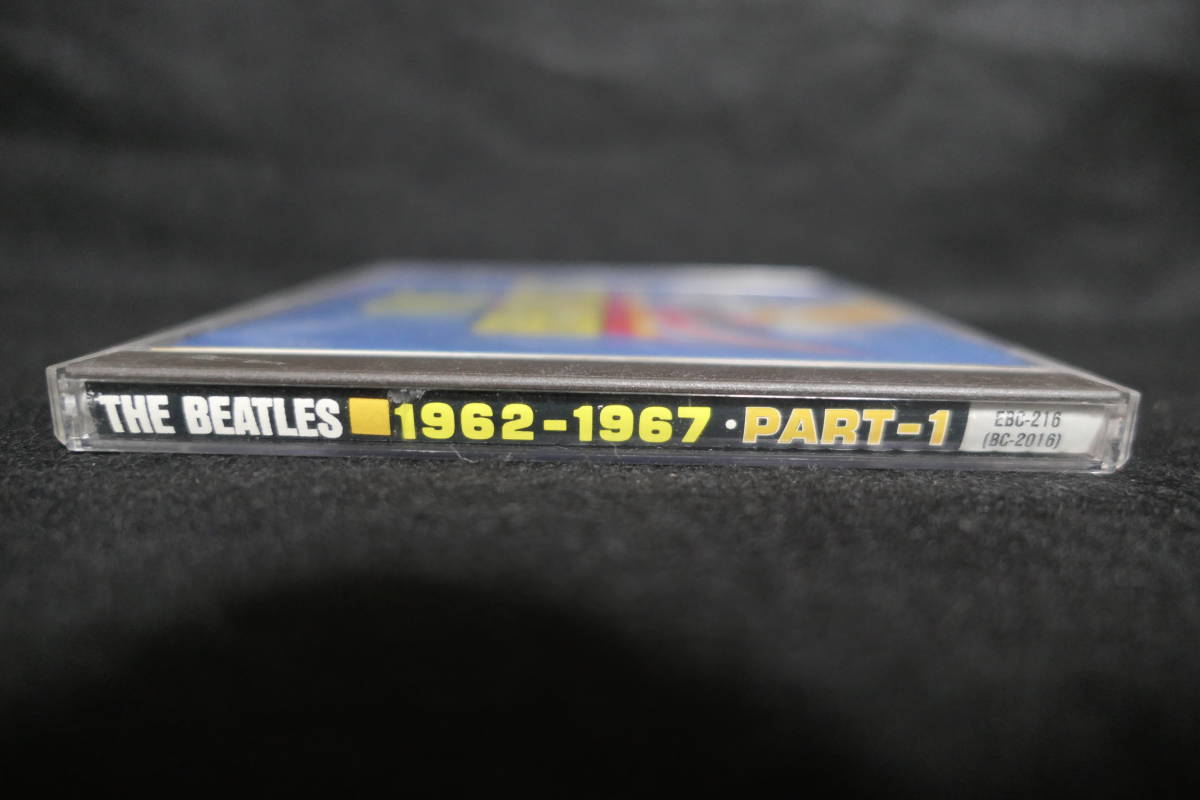 THE BEATLES ■ 1962-1967 · PART-1
EBC-216
(BC-2016)